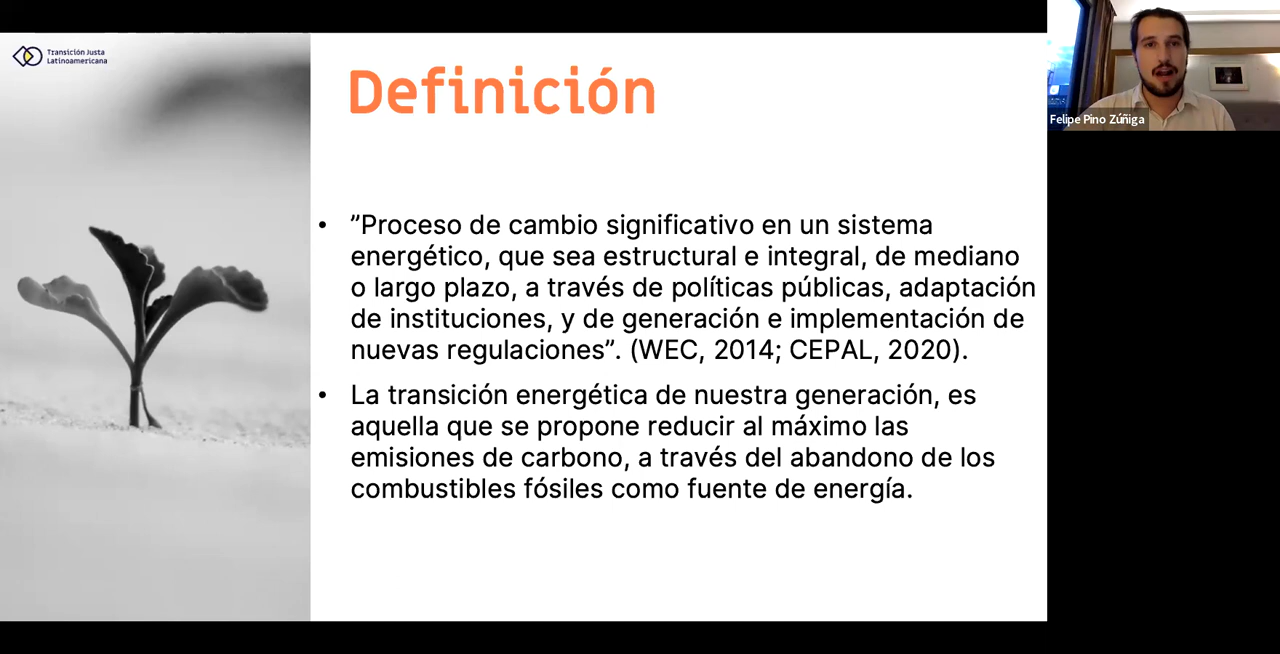 Transición Justa
Latinoamericana
Definición
• ”Proceso de cambio significativo en un sistema
energético, que sea estructural e integral, de mediano
o largo plazo, a través de políticas públicas, adaptación
de instituciones, y de generación e implementación de
nuevas regulaciones”. (WEC, 2014; CEPAL, 2020).
• La transición energética de nuestra generación, es
aquella que se propone reducir al máximo las
emisiones de carbono, a través del abandono de los
combustibles fósiles como fuente de energía.
Felipe Pino Zúñiga